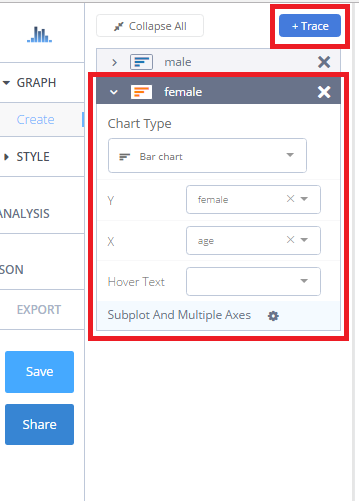 Collapse All
+ Trace
male
GRAPH
female
Create
Chart Type
STYLE
Bar chart
Y
female
ANALYSIS
X
age
SON
Hover Text
EXPORT
Subplot And Multiple Axes
Save
Share